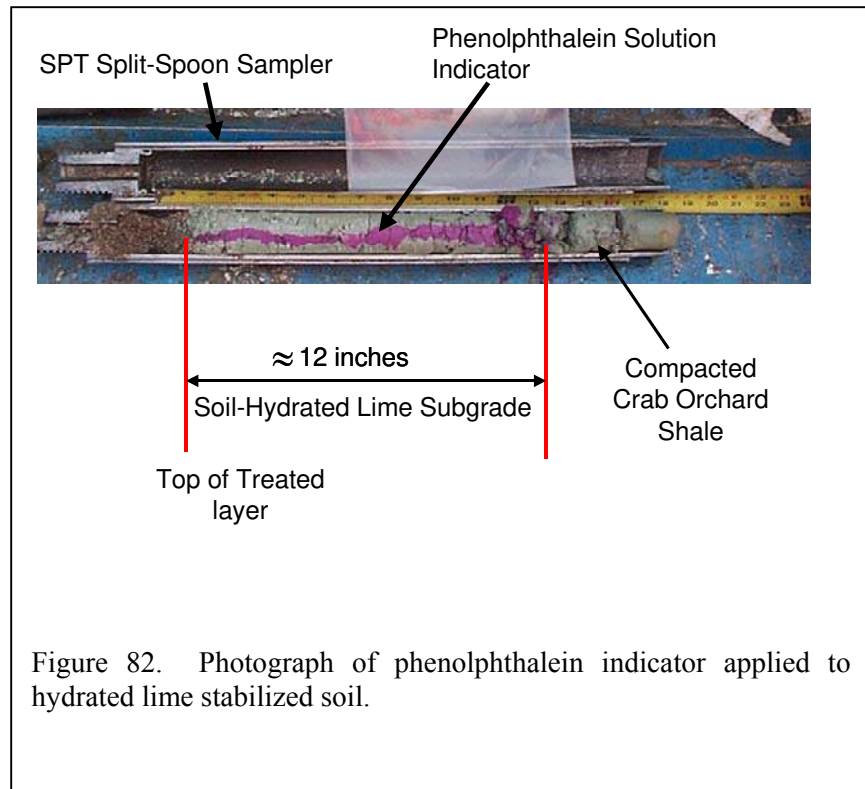 SPT Split-Spoon Sampler
Phenolphthalein Solution
Indicator
≈ 12 inches
Soil-Hydrated Lime Subgrade
Top of Treated
layer
Compacted
Crab Orchard
Shale
Figure 82. Photograph of phenolphthalein indicator applied to
hydrated lime stabilized soil.